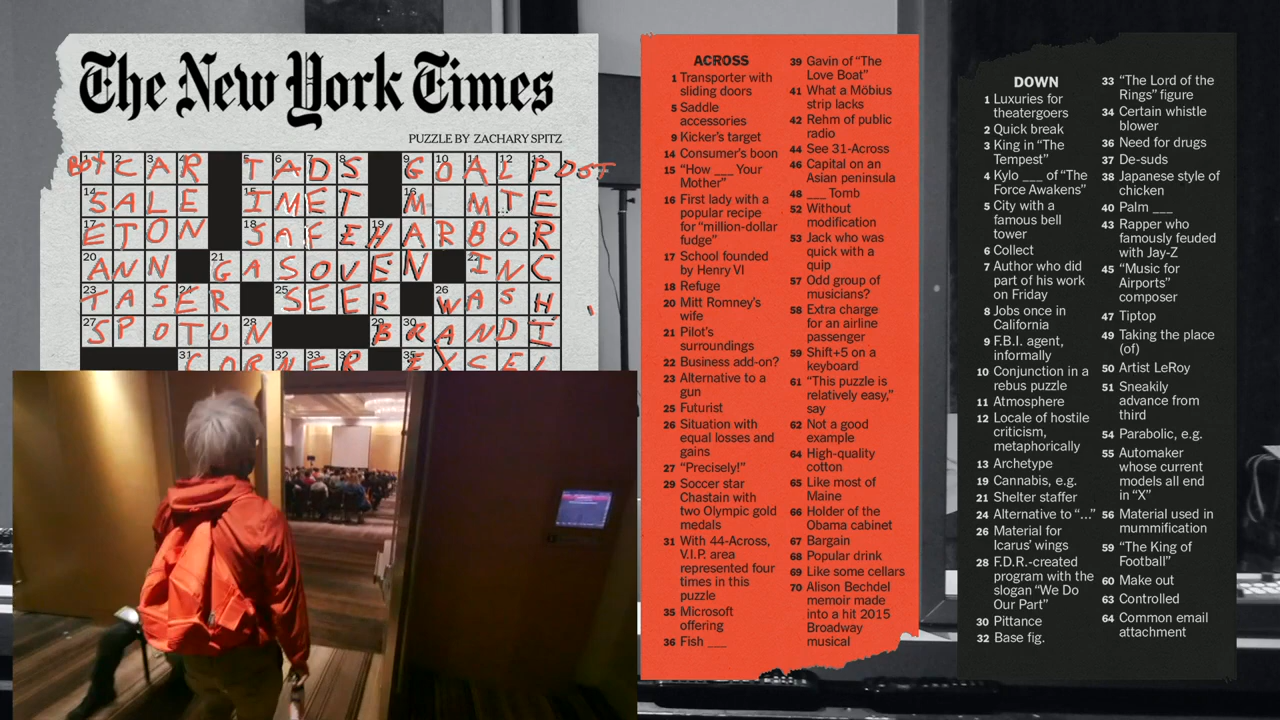 The New York Times
PUZZLE BY ZACHARY SPITZ
BOX C A R T A D S G O A L POST
14 S A L E 15 I M E T 16 M A M I E
17 E T O N 18 S A F E H A R B O R
20 A N N 21 G A S O V E N 22 I N C
23 T A S E R 25 S E E R 26 W A S H
27 S P O T O N 29 B R A N D I
31 C O R N E R 35 E X C E L
ACROSS
1 Transporter with
sliding doors
5 Saddle
accessories
9 Kicker's target
14 Consumer's boon
15 "How ___ Your
Mother"
16 First lady with a
popular recipe
for "million-dollar
fudge"
17 School founded
by Henry VI
18 Refuge
20 Mitt Romney's
wife
21 Pilot's
surroundings
22 Business add-on?
23 Alternative to a
gun
25 Futurist
26 Situation with
equal losses and
gains
27 "Precisely!"
29 Soccer star
Chastain with
two Olympic gold
medals
31 With 44-Across,
V.I.P. area
represented four
times in this
puzzle
35 Microsoft
offering
36 Fish ___
39 Gavin of "The
Love Boat"
41 What a Möbius
strip lacks
42 Rehm of public
radio
44 See 31-Across
46 Capital on an
Asian peninsula
48 ___ Tomb
52 Without
modification
53 Jack who was
quick with a
quip
57 Odd group of
musicians?
58 Extra charge
for an airline
passenger
59 Shift+5 on a
keyboard
61 "This puzzle is
relatively easy,"
say
62 Not a good
example
64 High-quality
cotton
65 Like most of
Maine
66 Holder of the
Obama cabinet
67 Bargain
68 Popular drink
69 Like some cellars
70 Alison Bechdel
memoir made
into a hit 2015
Broadway
musical
DOWN
1 Luxuries for
theatergoers
2 Quick break
3 King in "The
Tempest"
4 Kylo ___ of "The
Force Awakens"
5 City with a
famous bell
tower
6 Collect
7 Author who did
part of his work
on Friday
8 Jobs once in
California
9 F.B.I. agent,
informally
10 Conjunction in a
rebus puzzle
11 Atmosphere
12 Locale of hostile
criticism,
metaphorically
13 Archetype
19 Cannabis, e.g.
21 Shelter staffer
24 Alternative to "..."
26 Material for
Icarus' wings
28 F.D.R.-created
program with the
slogan "We Do
Our Part"
30 Pittance
32 Base fig.
33 "The Lord of the
Rings" figure
34 Certain whistle
blower
36 Need for drugs
37 De-suds
38 Japanese style of
chicken
40 Palm ___
43 Rapper who
famously feuded
with Jay-Z
45 "Music for
Airports"
composer
47 Tiptop
49 Taking the place
(of)
50 Artist LeRoy
51 Sneakily
advance from
third
54 Parabolic, e.g.
55 Automaker
whose current
models all end
in "X"
56 Material used in
mummification
59 "The King of
Football"
60 Make out
63 Controlled
64 Common email
attachment